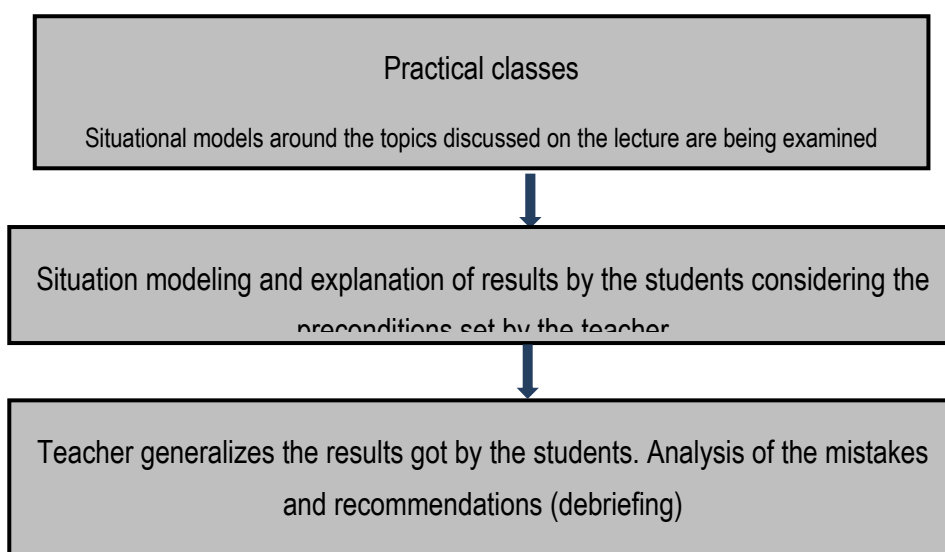 Practical classes
Situational models around the topics discussed on the lecture are being examined
Situation modeling and explanation of results by the students considering the
preconditions set by the teacher
Teacher generalizes the results got by the students. Analysis of the mistakes
and recommendations (debriefing)